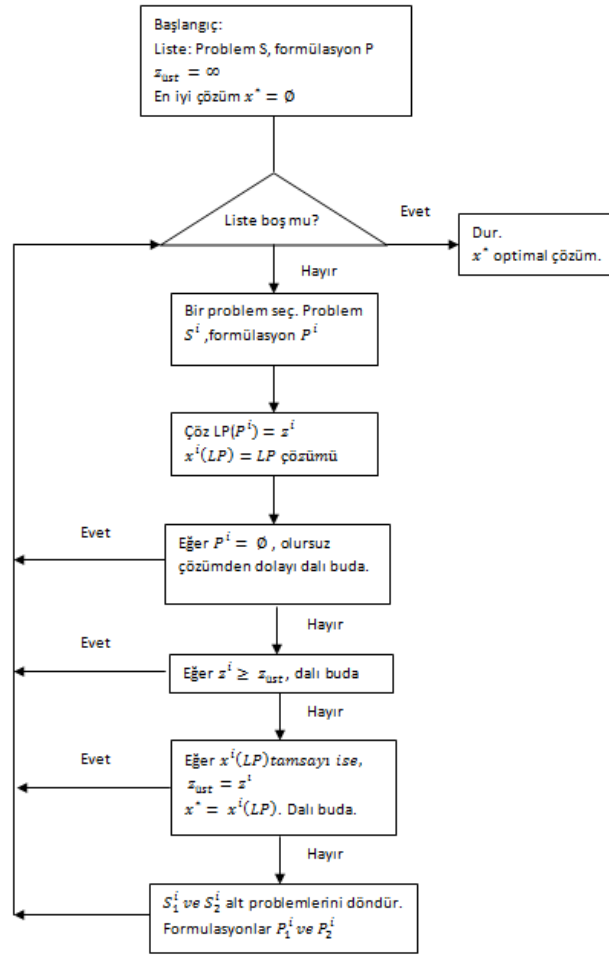 Başlangıç:
Liste: Problem S, formülasyon P
z_üst = ∞
En iyi çözüm x* = Ø
Liste boş mu?
Evet
Dur.
x* optimal çözüm.
Hayır
Bir problem seç. Problem
S^i ,formülasyon P^i
Çöz LP(P^i) = z^i
x^i(LP) = LP çözümü
Evet
Eğer P^i = Ø , olursuz
çözümden dolayı dalı buda.
Hayır
Evet
Eğer z^i ≥ z_üst, dalı buda
Hayır
Evet
Eğer x^i(LP)tamsayı ise,
z_üst = z^i
x* = x^i(LP). Dalı buda.
Hayır
S_1^i ve S_2^i alt problemlerini döndür.
Formulasyonlar P_1^i ve P_2^i